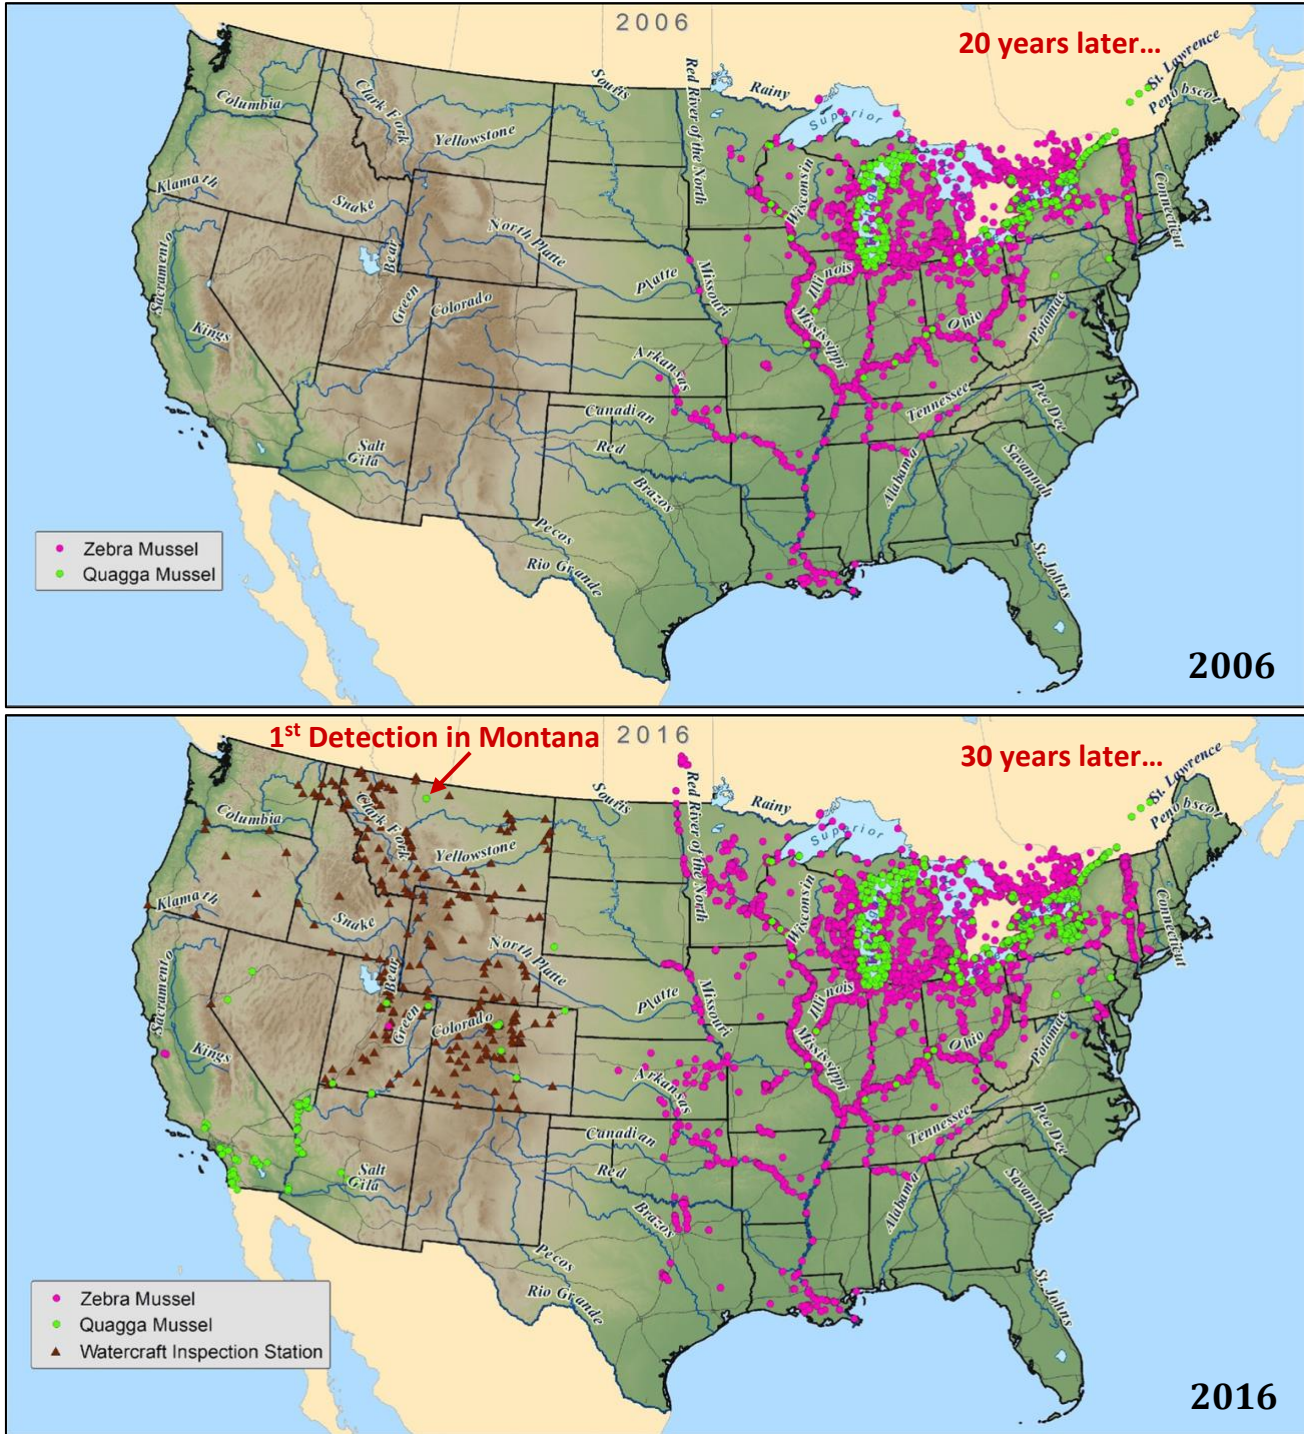 2006
20 years later...
St. Lawrence
Penobscot
Columbia
Clark Fork
Yellowstone
Souris
Red River of the North
Rainy
Superior
Wisconsin
Connecticut
Klamath
Snake
Sacramento
Bear
North Platte
Platte
Missouri
Illinois
Green
Colorado
Kings
Mississippi
Ohio
Potomac
Arkansas
Canadian
Tennessee
Pee Dee
Salt
Gila
Red
Alabama
Savannah
Brazos
Pecos
Rio Grande
St. Johns
Zebra Mussel
Quagga Mussel
2006
1st Detection in Montana
2016
30 years later...
St. Lawrence
Penobscot
Columbia
Clark Fork
Yellowstone
Souris
Red River of the North
Rainy
Superior
Wisconsin
Connecticut
Klamath
Snake
Sacramento
Bear
North Platte
Platte
Missouri
Illinois
Green
Colorado
Kings
Mississippi
Ohio
Potomac
Arkansas
Canadian
Tennessee
Pee Dee
Salt
Gila
Red
Alabama
Savannah
Brazos
Pecos
Rio Grande
St. Johns
Zebra Mussel
Quagga Mussel
Watercraft Inspection Station
2016